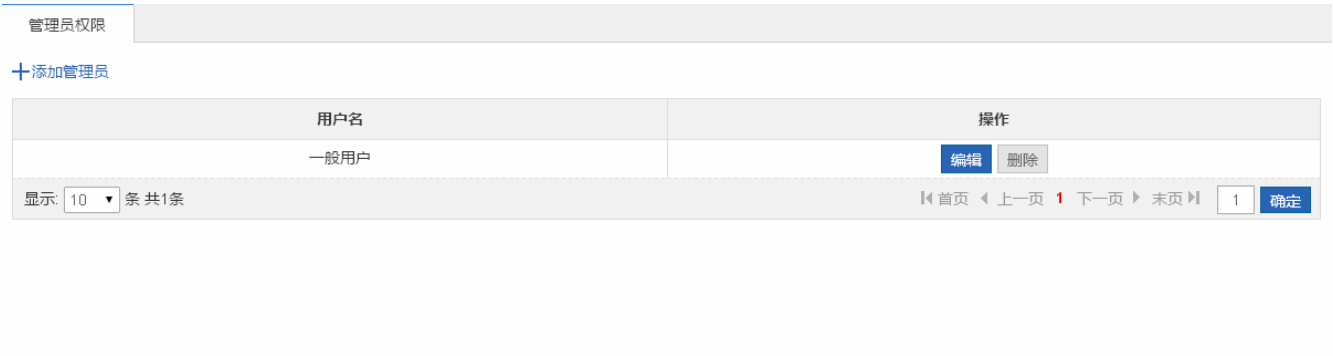 管理员权限
添加管理员
用户名 操作
一般用户 编辑 删除
显示: 10 条 共1条 首页 上一页 1 下一页 末页 1 确定